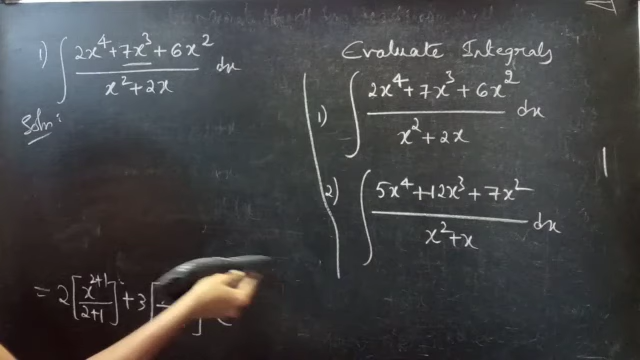 1) ∫ (2x⁴ + 7x³ + 6x²) / (x² + 2x) dx
Soln:
= 2 [x²⁺¹ / 2+1] + 3 [
Evaluate Integrals
1) ∫ (2x⁴ + 7x³ + 6x²) / (x² + 2x) dx
2) ∫ (5x⁴ + 12x³ + 7x²) / (x² + x) dx